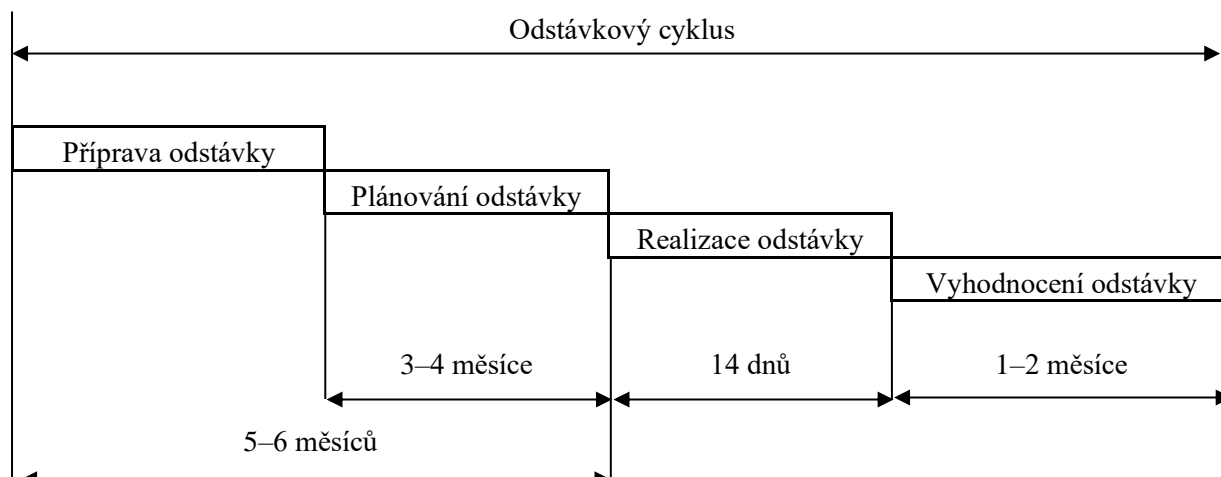 Odstávkový cyklus
Příprava odstávky
Plánování odstávky
Realizace odstávky
Vyhodnocení odstávky
3–4 měsíce
14 dnů
1–2 měsíce
5–6 měsíců